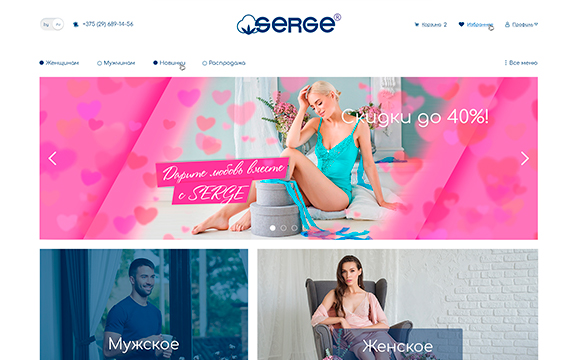 Бу
Ру
+375 (29) 689-14-56
SERGE®
Корзина 2
Избранное
Профиль
Женщинам
Мужчинам
Новинки
Распродажа
Все меню
Скидки до 40%!
Дарите любовь вместе
с SERGE
Мужское
Женское